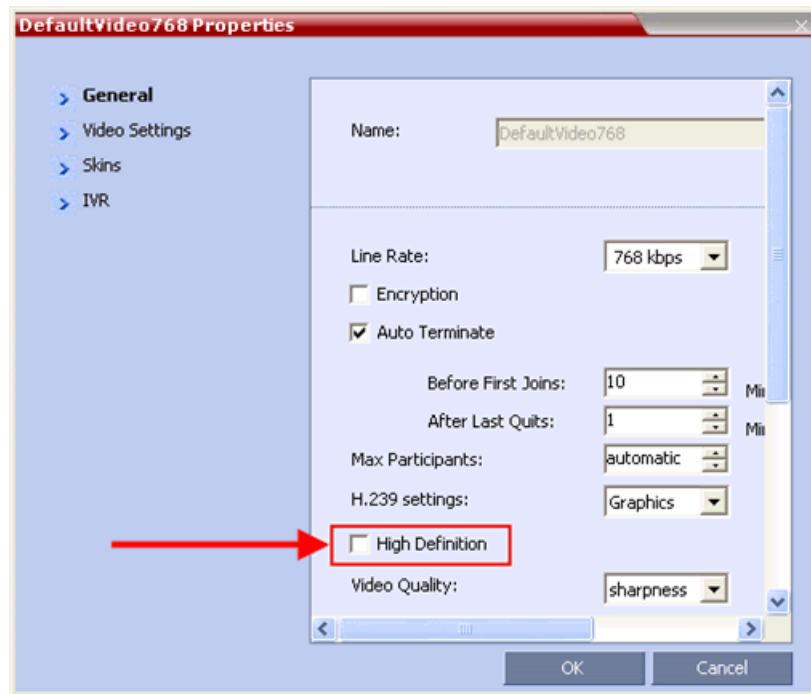 DefaultVideo768 Properties
General
Video Settings
Skins
IVR
Name: DefaultVideo768
Line Rate: 768 kbps
Encryption
Auto Terminate
Before First Joins: 10
After Last Quits: 1
Max Participants: automatic
H.239 settings: Graphics
High Definition
Video Quality: sharpness
OK Cancel